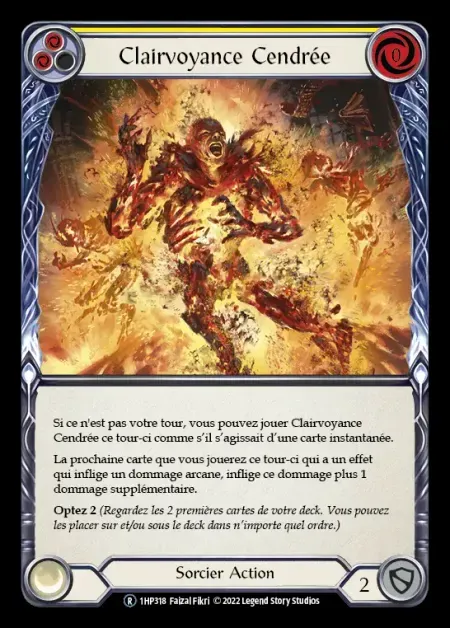 Clairvoyance Cendrée
0
Si ce n'est pas votre tour, vous pouvez jouer Clairvoyance
Cendrée ce tour-ci comme s'il s'agissait d'une carte instantanée.
La prochaine carte que vous jouerez ce tour-ci qui a un effet
qui inflige un dommage arcane, inflige ce dommage plus 1
dommage supplémentaire.
Optez 2 (Regardez les 2 premières cartes de votre deck. Vous pouvez
les placer sur et/ou sous le deck dans n'importe quel ordre.)
Sorcier Action
2
R 1HP318 Faizal Fikri © 2022 Legend Story Studios